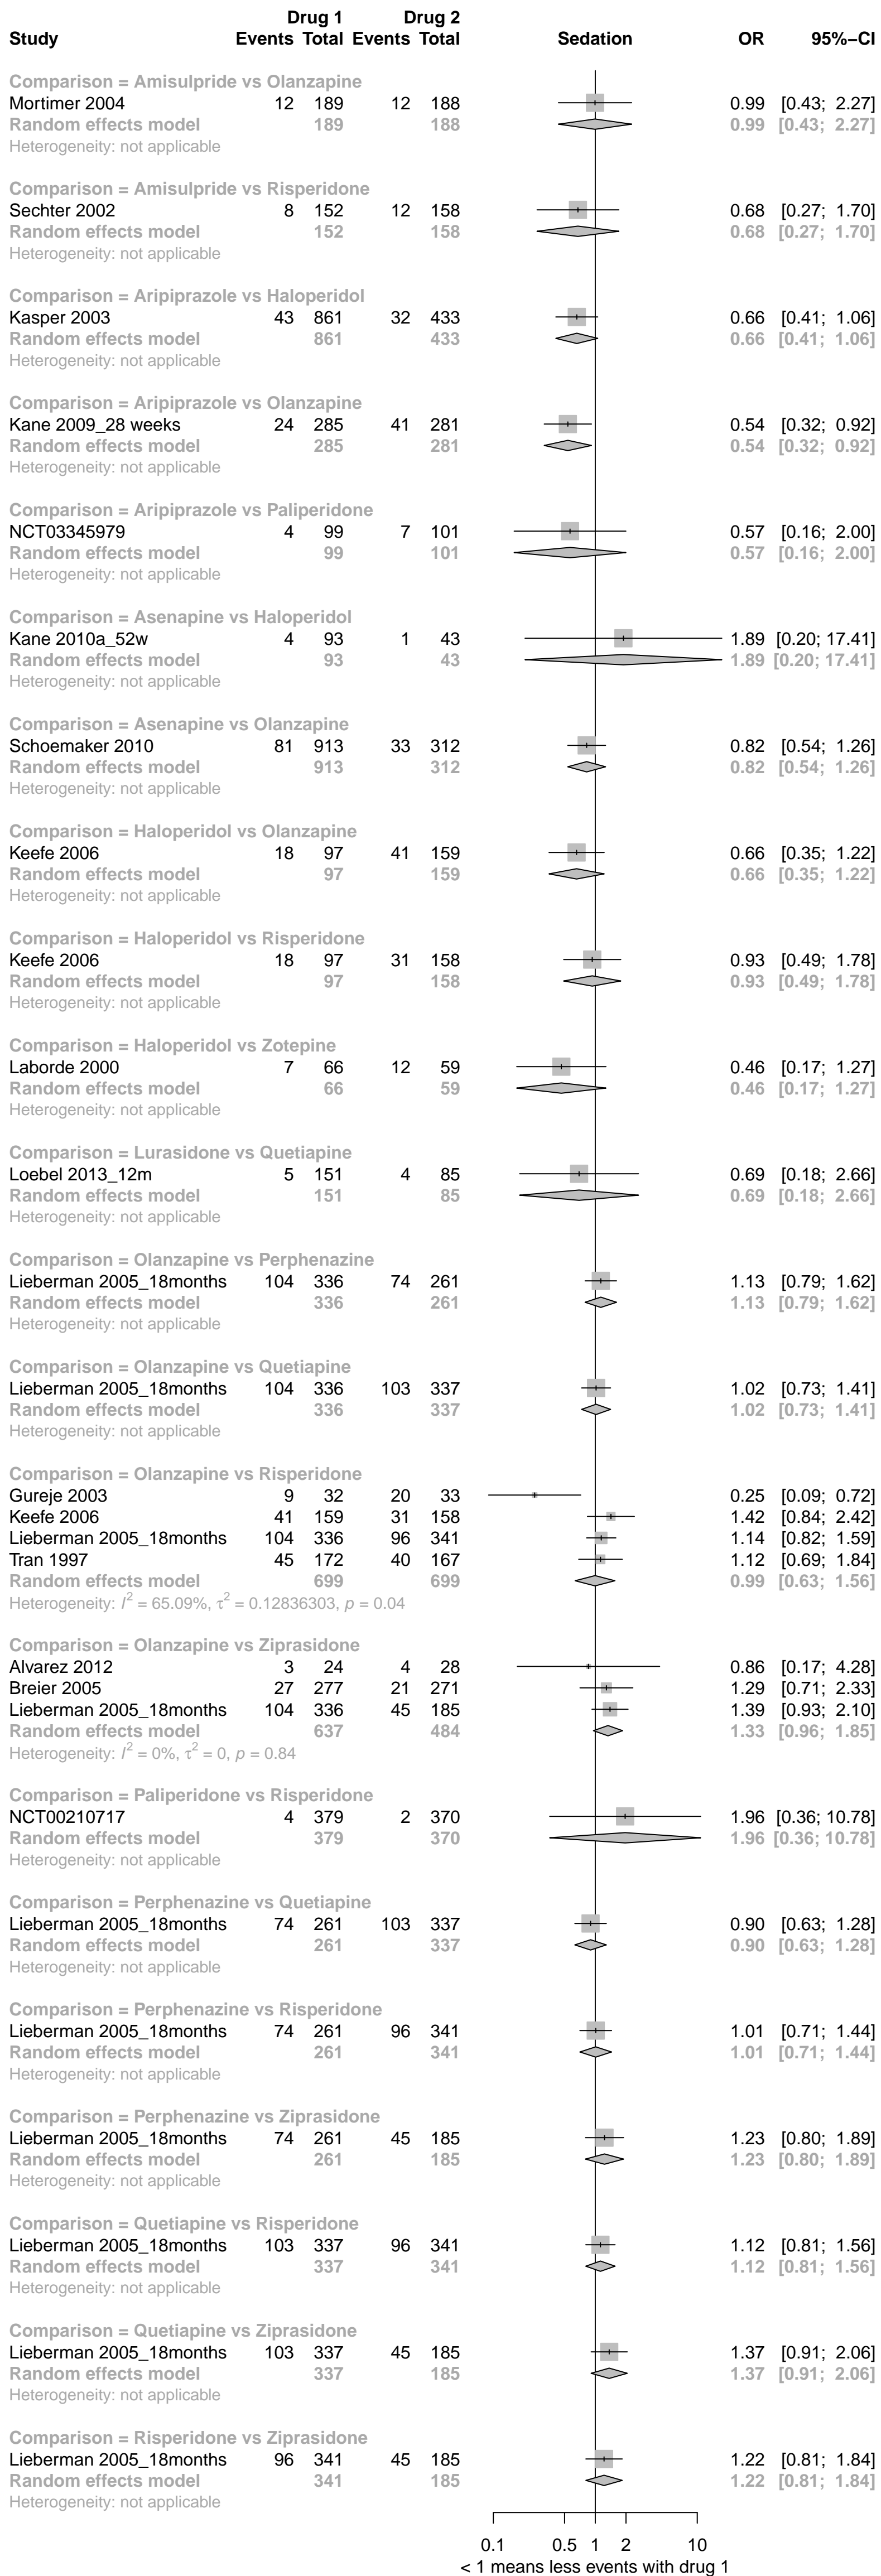 Drug 1 Drug 2
Study Events Total Events Total Sedation OR 95%−CI
Comparison = Amisulpride vs Olanzapine
Mortimer 2004 12 189 12 188 0.99 [0.43; 2.27]
Random effects model 189 188 0.99 [0.43; 2.27]
Heterogeneity: not applicable
Comparison = Amisulpride vs Risperidone
Sechter 2002 8 152 12 158 0.68 [0.27; 1.70]
Random effects model 152 158 0.68 [0.27; 1.70]
Heterogeneity: not applicable
Comparison = Aripiprazole vs Haloperidol
Kasper 2003 43 861 32 433 0.66 [0.41; 1.06]
Random effects model 861 433 0.66 [0.41; 1.06]
Heterogeneity: not applicable
Comparison = Aripiprazole vs Olanzapine
Kane 2009_28 weeks 24 285 41 281 0.54 [0.32; 0.92]
Random effects model 285 281 0.54 [0.32; 0.92]
Heterogeneity: not applicable
Comparison = Aripiprazole vs Paliperidone
NCT03345979 4 99 7 101 0.57 [0.16; 2.00]
Random effects model 99 101 0.57 [0.16; 2.00]
Heterogeneity: not applicable
Comparison = Asenapine vs Haloperidol
Kane 2010a_52w 4 93 1 43 1.89 [0.20; 17.41]
Random effects model 93 43 1.89 [0.20; 17.41]
Heterogeneity: not applicable
Comparison = Asenapine vs Olanzapine
Schoemaker 2010 81 913 33 312 0.82 [0.54; 1.26]
Random effects model 913 312 0.82 [0.54; 1.26]
Heterogeneity: not applicable
Comparison = Haloperidol vs Olanzapine
Keefe 2006 18 97 41 159 0.66 [0.35; 1.22]
Random effects model 97 159 0.66 [0.35; 1.22]
Heterogeneity: not applicable
Comparison = Haloperidol vs Risperidone
Keefe 2006 18 97 31 158 0.93 [0.49; 1.78]
Random effects model 97 158 0.93 [0.49; 1.78]
Heterogeneity: not applicable
Comparison = Haloperidol vs Zotepine
Laborde 2000 7 66 12 59 0.46 [0.17; 1.27]
Random effects model 66 59 0.46 [0.17; 1.27]
Heterogeneity: not applicable
Comparison = Lurasidone vs Quetiapine
Loebel 2013_12m 5 151 4 85 0.69 [0.18; 2.66]
Random effects model 151 85 0.69 [0.18; 2.66]
Heterogeneity: not applicable
Comparison = Olanzapine vs Perphenazine
Lieberman 2005_18months 104 336 74 261 1.13 [0.79; 1.62]
Random effects model 336 261 1.13 [0.79; 1.62]
Heterogeneity: not applicable
Comparison = Olanzapine vs Quetiapine
Lieberman 2005_18months 104 336 103 337 1.02 [0.73; 1.41]
Random effects model 336 337 1.02 [0.73; 1.41]
Heterogeneity: not applicable
Comparison = Olanzapine vs Risperidone
Gureje 2003 9 32 20 33 0.25 [0.09; 0.72]
Keefe 2006 41 159 31 158 1.42 [0.84; 2.42]
Lieberman 2005_18months 104 336 96 341 1.14 [0.82; 1.59]
Tran 1997 45 172 40 167 1.12 [0.69; 1.84]
Random effects model 699 699 0.99 [0.63; 1.56]
Heterogeneity: I² = 65.09%, τ² = 0.12836303, p = 0.04
Comparison = Olanzapine vs Ziprasidone
Alvarez 2012 3 24 4 28 0.86 [0.17; 4.28]
Breier 2005 27 277 21 271 1.29 [0.71; 2.33]
Lieberman 2005_18months 104 336 45 185 1.39 [0.93; 2.10]
Random effects model 637 484 1.33 [0.96; 1.85]
Heterogeneity: I² = 0%, τ² = 0, p = 0.84
Comparison = Paliperidone vs Risperidone
NCT00210717 4 379 2 370 1.96 [0.36; 10.78]
Random effects model 379 370 1.96 [0.36; 10.78]
Heterogeneity: not applicable
Comparison = Perphenazine vs Quetiapine
Lieberman 2005_18months 74 261 103 337 0.90 [0.63; 1.28]
Random effects model 261 337 0.90 [0.63; 1.28]
Heterogeneity: not applicable
Comparison = Perphenazine vs Risperidone
Lieberman 2005_18months 74 261 96 341 1.01 [0.71; 1.44]
Random effects model 261 341 1.01 [0.71; 1.44]
Heterogeneity: not applicable
Comparison = Perphenazine vs Ziprasidone
Lieberman 2005_18months 74 261 45 185 1.23 [0.80; 1.89]
Random effects model 261 185 1.23 [0.80; 1.89]
Heterogeneity: not applicable
Comparison = Quetiapine vs Risperidone
Lieberman 2005_18months 103 337 96 341 1.12 [0.81; 1.56]
Random effects model 337 341 1.12 [0.81; 1.56]
Heterogeneity: not applicable
Comparison = Quetiapine vs Ziprasidone
Lieberman 2005_18months 103 337 45 185 1.37 [0.91; 2.06]
Random effects model 337 185 1.37 [0.91; 2.06]
Heterogeneity: not applicable
Comparison = Risperidone vs Ziprasidone
Lieberman 2005_18months 96 341 45 185 1.22 [0.81; 1.84]
Random effects model 341 185 1.22 [0.81; 1.84]
Heterogeneity: not applicable
0.1 0.5 1 2 10
< 1 means less events with drug 1